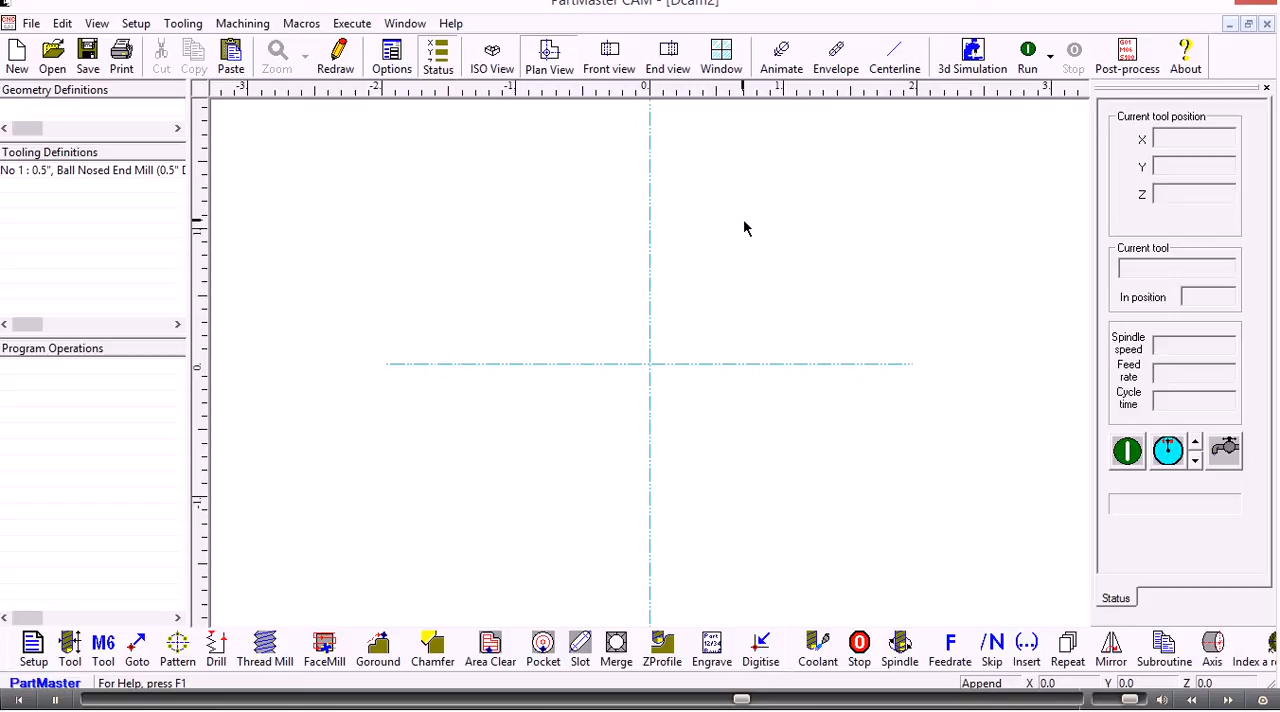 PartMaster CAM - [Dcam2]
File Edit View Setup Tooling Machining Macros Execute Window Help
New Open Save Print Cut Copy Paste Zoom Redraw Options Status ISO View Plan View Front view End view Window Animate Envelope Centerline 3d Simulation Run Stop Post-process About
Geometry Definitions
-3 -2 -1 0 1 2 3
Current tool position
X
Y
Z
Tooling Definitions
No 1 : 0.5", Ball Nosed End Mill (0.5" D
Current tool
In position
Program Operations
Spindle speed
Feed rate
Cycle time
Status
Setup Tool M6 Tool Goto Pattern Drill Thread Mill FaceMill Goround Chamfer Area Clear Pocket Slot Merge ZProfile Engrave Digitise Coolant Stop Spindle Feedrate Skip Insert Repeat Mirror Subroutine Axis Index a r
PartMaster For Help, press F1 Append X 0.0 Y 0.0 Z 0.0